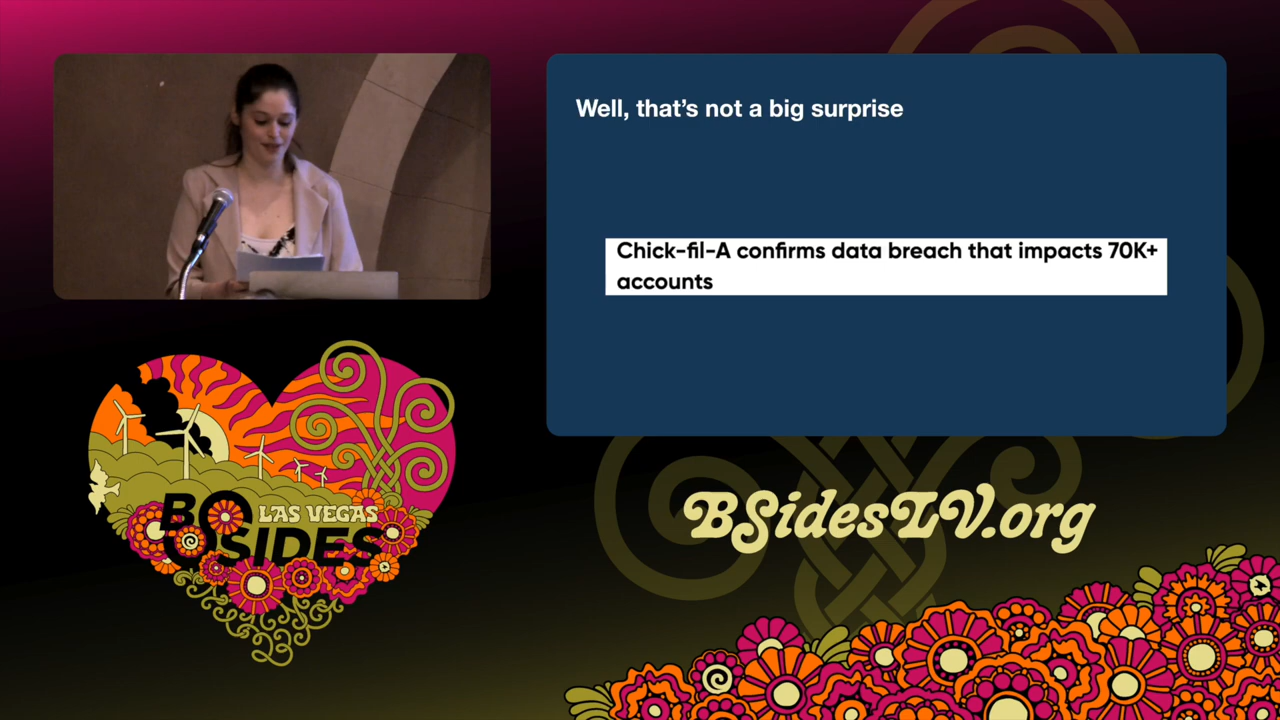 Well, that's not a big surprise
Chick-fil-A confirms data breach that impacts 70K+
accounts
LAS VEGAS
BSIDES
BSidesLV.org